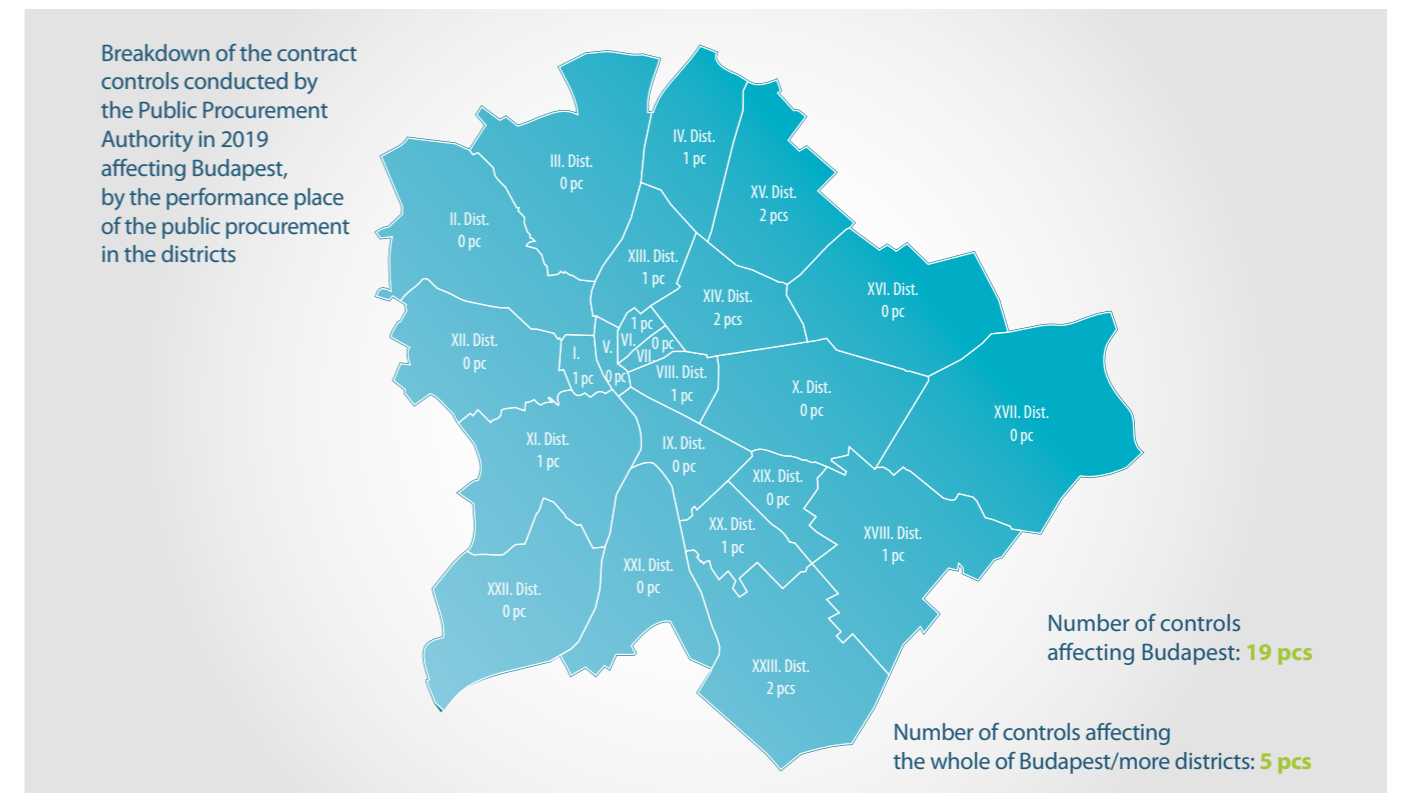 Breakdown of the contract
controls conducted by
the Public Procurement
Authority in 2019
affecting Budapest,
by the performance place
of the public procurement
in the districts
III. Dist.
0 pc
IV. Dist.
1 pc
XV. Dist.
2 pcs
II. Dist.
0 pc
XIII. Dist.
1 pc
XIV. Dist.
2 pcs
XVI. Dist.
0 pc
XII. Dist.
0 pc
I.
1 pc
V.
0 pc
VI.
1 pc
VII.
0 pc
VIII. Dist.
1 pc
X. Dist.
0 pc
XVII. Dist.
0 pc
XI. Dist.
1 pc
IX. Dist.
0 pc
XIX. Dist.
0 pc
XX. Dist.
1 pc
XVIII. Dist.
1 pc
XXII. Dist.
0 pc
XXI. Dist.
0 pc
XXIII. Dist.
2 pcs
Number of controls
affecting Budapest: 19 pcs
Number of controls affecting
the whole of Budapest/more districts: 5 pcs